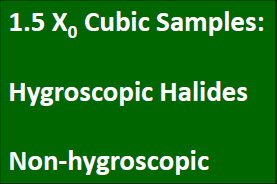 1.5 X₀ Cubic Samples:
Hygroscopic Halides
Non-hygroscopic